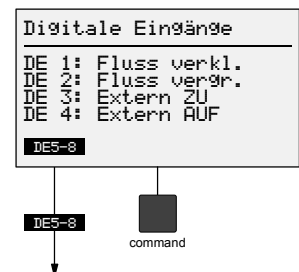 Digitale Eingänge
DE 1: Fluss verkl.
DE 2: Fluss vergr.
DE 3: Extern ZU
DE 4: Extern AUF
DE5-8
DE5-8
command